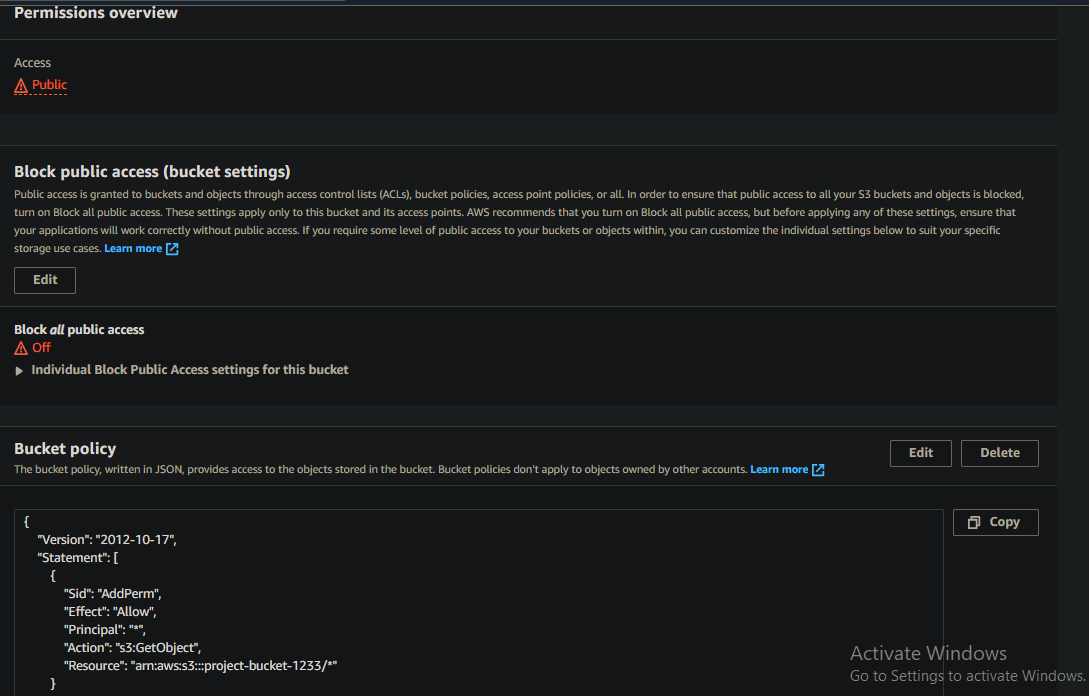 Permissions overview
Access
Public
Block public access (bucket settings)
Public access is granted to buckets and objects through access control lists (ACLs), bucket policies, access point policies, or all. In order to ensure that public access to all your S3 buckets and objects is blocked,
turn on Block all public access. These settings apply only to this bucket and its access points. AWS recommends that you turn on Block all public access, but before applying any of these settings, ensure that
your applications will work correctly without public access. If you require some level of public access to your buckets or objects within, you can customize the individual settings below to suit your specific
storage use cases. Learn more
Edit
Block all public access
Off
Individual Block Public Access settings for this bucket
Bucket policy
The bucket policy, written in JSON, provides access to the objects stored in the bucket. Bucket policies don't apply to objects owned by other accounts. Learn more
Edit
Delete
Copy
{
"Version": "2012-10-17",
"Statement": [
{
"Sid": "AddPerm",
"Effect": "Allow",
"Principal": "*",
"Action": "s3:GetObject",
"Resource": "arn:aws:s3:::project-bucket-1233/*"
}
Activate Windows
Go to Settings to activate Windows.